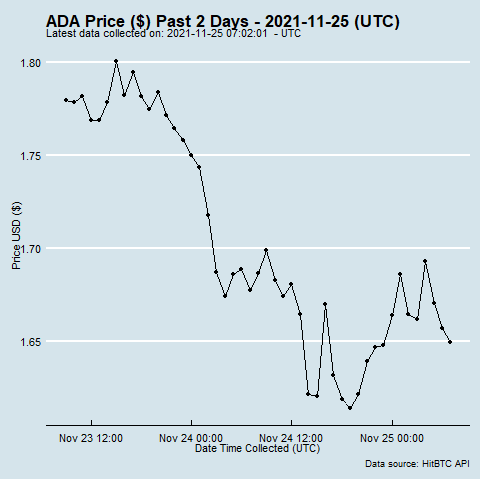 ADA Price ($) Past 2 Days - 2021-11-25 (UTC)
Latest data collected on: 2021-11-25 07:02:01 - UTC
1.80
1.75
1.70
1.65
Price USD ($)
Nov 23 12:00 Nov 24 00:00 Nov 24 12:00 Nov 25 00:00
Date Time Collected (UTC)
Data source: HitBTC API